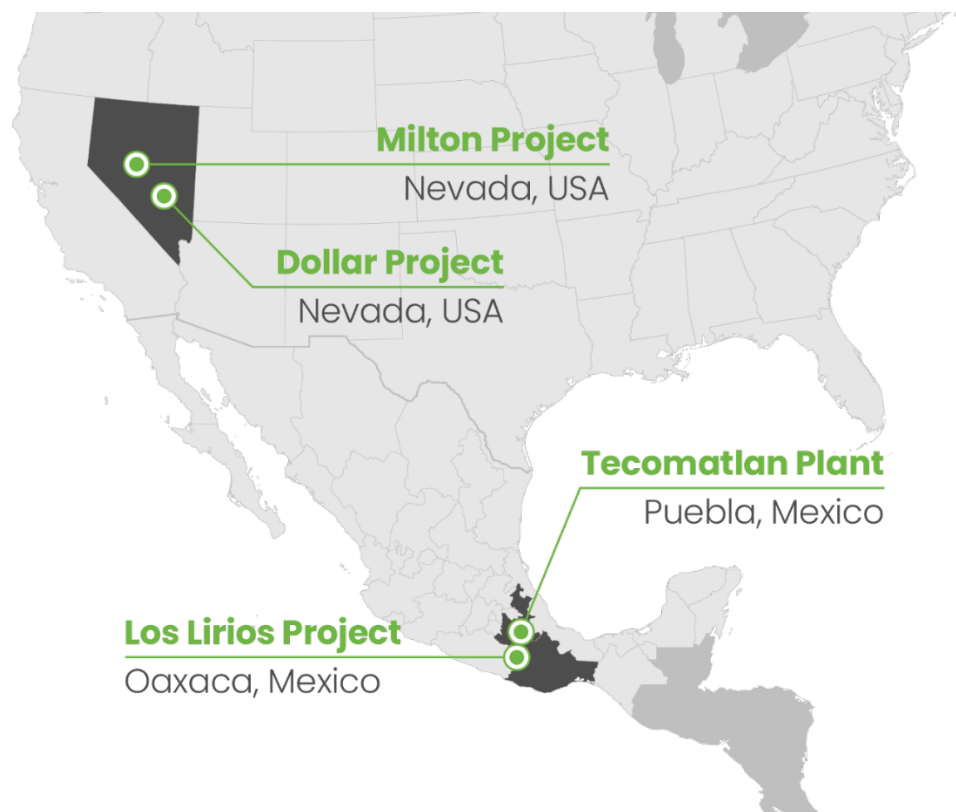 Milton Project
Nevada, USA
Dollar Project
Nevada, USA
Tecomatlan Plant
Puebla, Mexico
Los Lirios Project
Oaxaca, Mexico